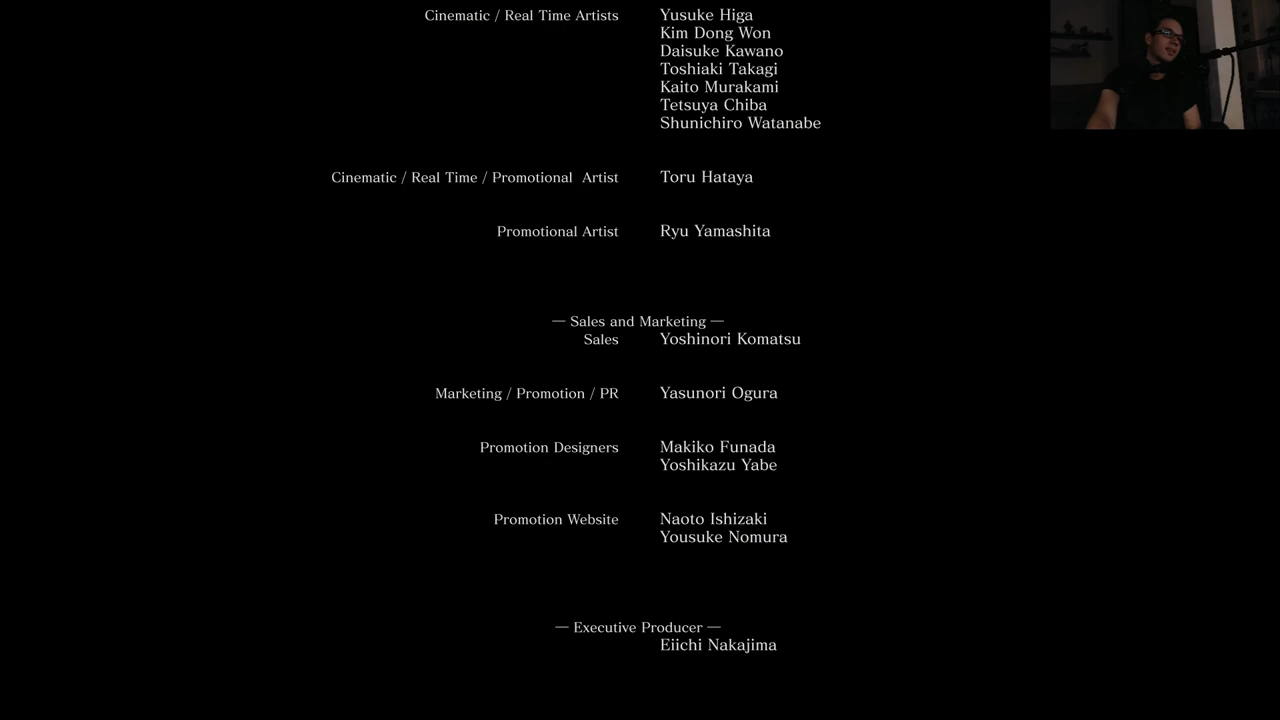 Cinematic / Real Time Artists Yusuke Higa
Kim Dong Won
Daisuke Kawano
Toshiaki Takagi
Kaito Murakami
Tetsuya Chiba
Shunichiro Watanabe
Cinematic / Real Time / Promotional Artist Toru Hataya
Promotional Artist Ryu Yamashita
— Sales and Marketing —
Sales Yoshinori Komatsu
Marketing / Promotion / PR Yasunori Ogura
Promotion Designers Makiko Funada
Yoshikazu Yabe
Promotion Website Naoto Ishizaki
Yousuke Nomura
— Executive Producer —
Eiichi Nakajima